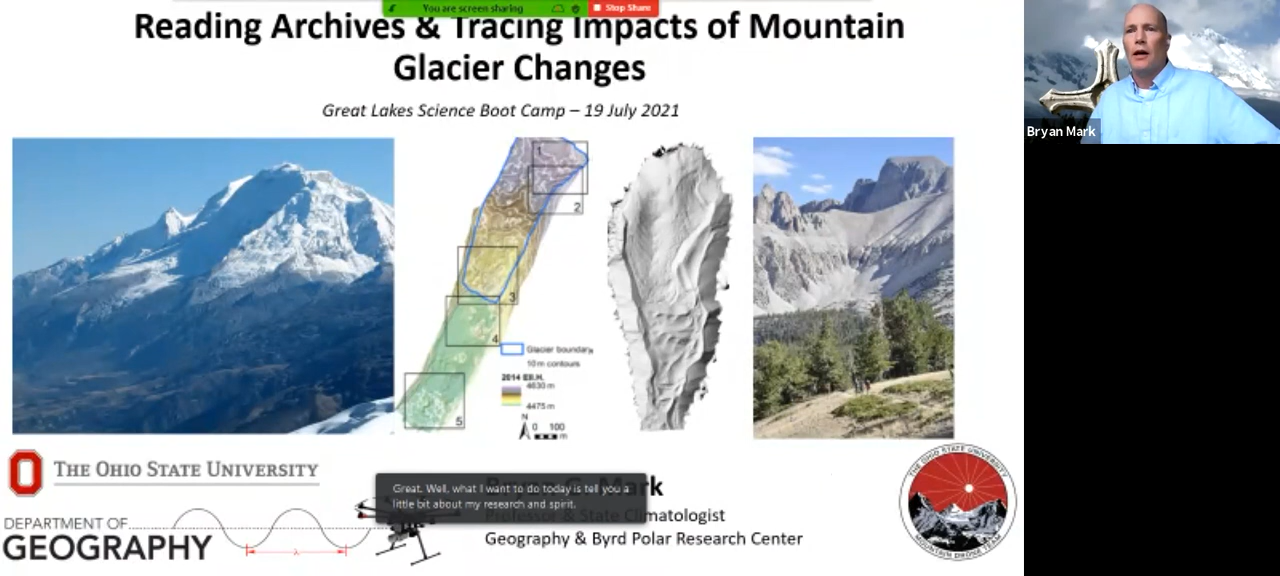 You are screen sharing
Stop Share
Reading Archives & Tracing Impacts of Mountain
Glacier Changes
Great Lakes Science Boot Camp – 19 July 2021
Bryan Mark
1
2
3
4
5
Glacier boundary
10 m contours
2014 Ell.H.
4630 m
4475 m
N
0 100
m
THE OHIO STATE UNIVERSITY
DEPARTMENT OF
GEOGRAPHY
λ
Great. Well, what I want to do today is tell you a
little bit about my research and spirit.
Mark
Professor & State Climatologist
Geography & Byrd Polar Research Center
THE OHIO STATE UNIVERSITY
MOUNTAIN DRONE TEAM